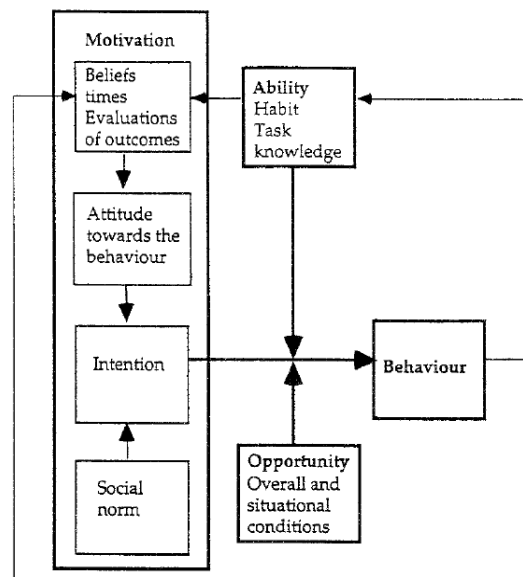 Motivation
Beliefs
times
Evaluations
of outcomes
Ability
Habit
Task
knowledge
Attitude
towards the
behaviour
Intention
Behaviour
Opportunity
Overall and
situational
conditions
Social
norm